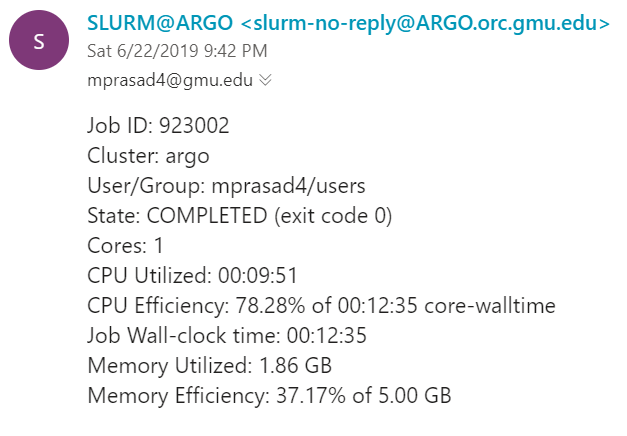 S
SLURM@ARGO <slurm-no-reply@ARGO.orc.gmu.edu>
Sat 6/22/2019 9:42 PM
mprasad4@gmu.edu
Job ID: 923002
Cluster: argo
User/Group: mprasad4/users
State: COMPLETED (exit code 0)
Cores: 1
CPU Utilized: 00:09:51
CPU Efficiency: 78.28% of 00:12:35 core-walltime
Job Wall-clock time: 00:12:35
Memory Utilized: 1.86 GB
Memory Efficiency: 37.17% of 5.00 GB